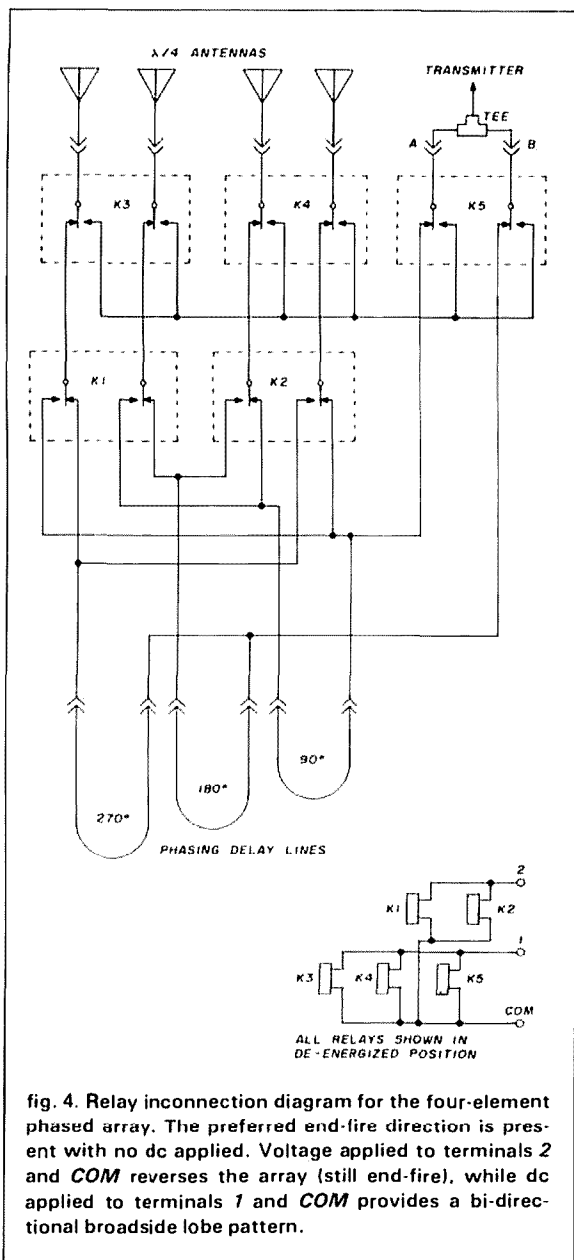 λ/4 ANTENNAS
TRANSMITTER
TEE
A
B
K3
K4
K5
K1
K2
90°
180°
270°
PHASING DELAY LINES
2
K1
K2
1
K3
K4
K5
COM
ALL RELAYS SHOWN IN
DE-ENERGIZED POSITION
fig. 4. Relay inconnection diagram for the four-element
phased array. The preferred end-fire direction is pres-
ent with no dc applied. Voltage applied to terminals 2
and COM reverses the array (still end-fire), while dc
applied to terminals 1 and COM provides a bi-direc-
tional broadside lobe pattern.